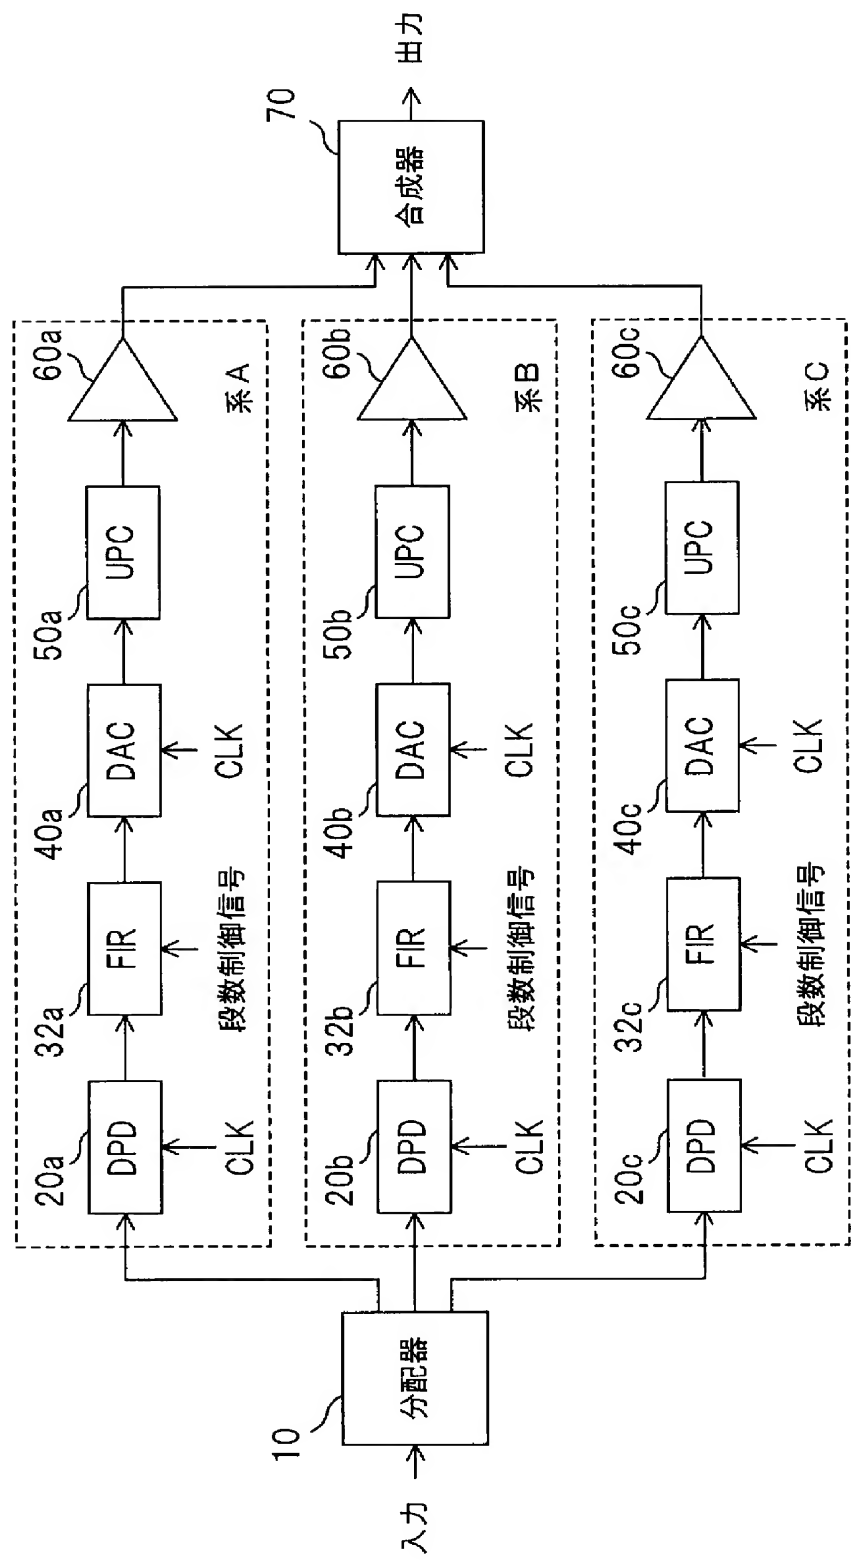 入力
10
分配器
20a
DPD
CLK
32a
FIR
段数制御信号
40a
DAC
CLK
50a
UPC
60a
系A
20b
DPD
CLK
32b
FIR
段数制御信号
40b
DAC
CLK
50b
UPC
60b
系B
20c
DPD
CLK
32c
FIR
段数制御信号
40c
DAC
CLK
50c
UPC
60c
系C
70
合成器
出力